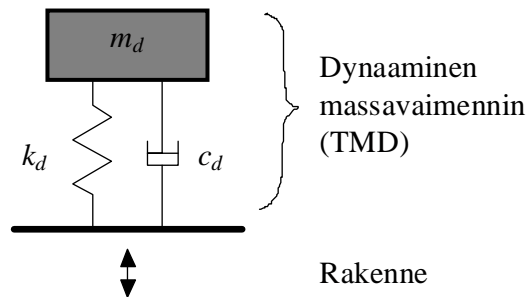 m_d
Dynaaminen
massavaimennin
(TMD)
k_d
c_d
Rakenne